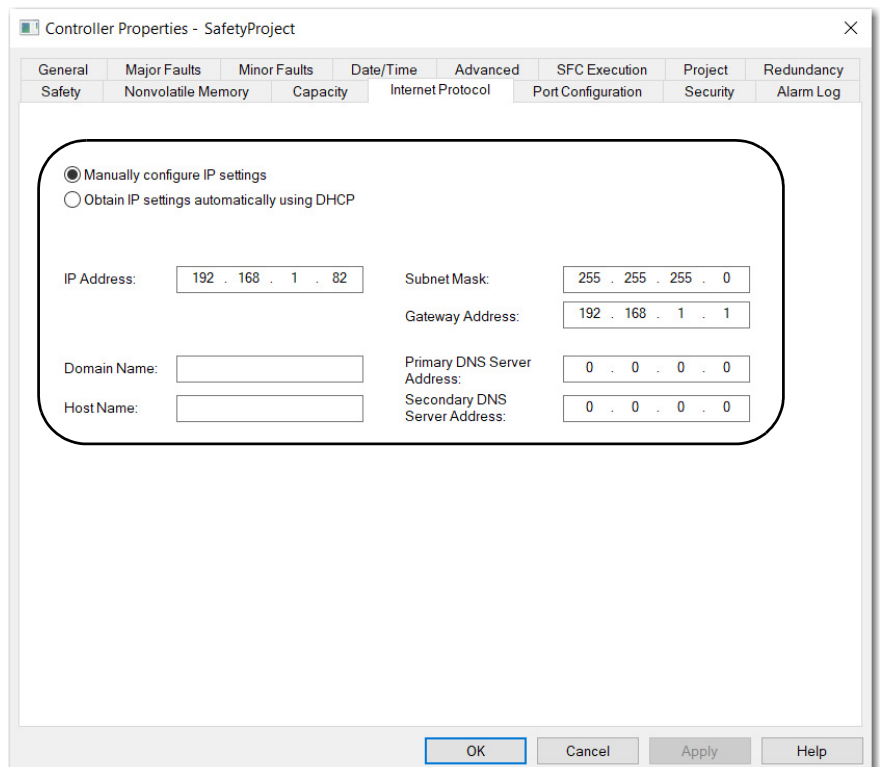 Controller Properties - SafetyProject
General Major Faults Minor Faults Date/Time Advanced SFC Execution Project Redundancy
Safety Nonvolatile Memory Capacity Internet Protocol Port Configuration Security Alarm Log
Manually configure IP settings
Obtain IP settings automatically using DHCP
IP Address: 192 . 168 . 1 . 82 Subnet Mask: 255 . 255 . 255 . 0
Gateway Address: 192 . 168 . 1 . 1
Domain Name: Primary DNS Server
Address: 0 . 0 . 0 . 0
Host Name: Secondary DNS
Server Address: 0 . 0 . 0 . 0
OK Cancel Apply Help